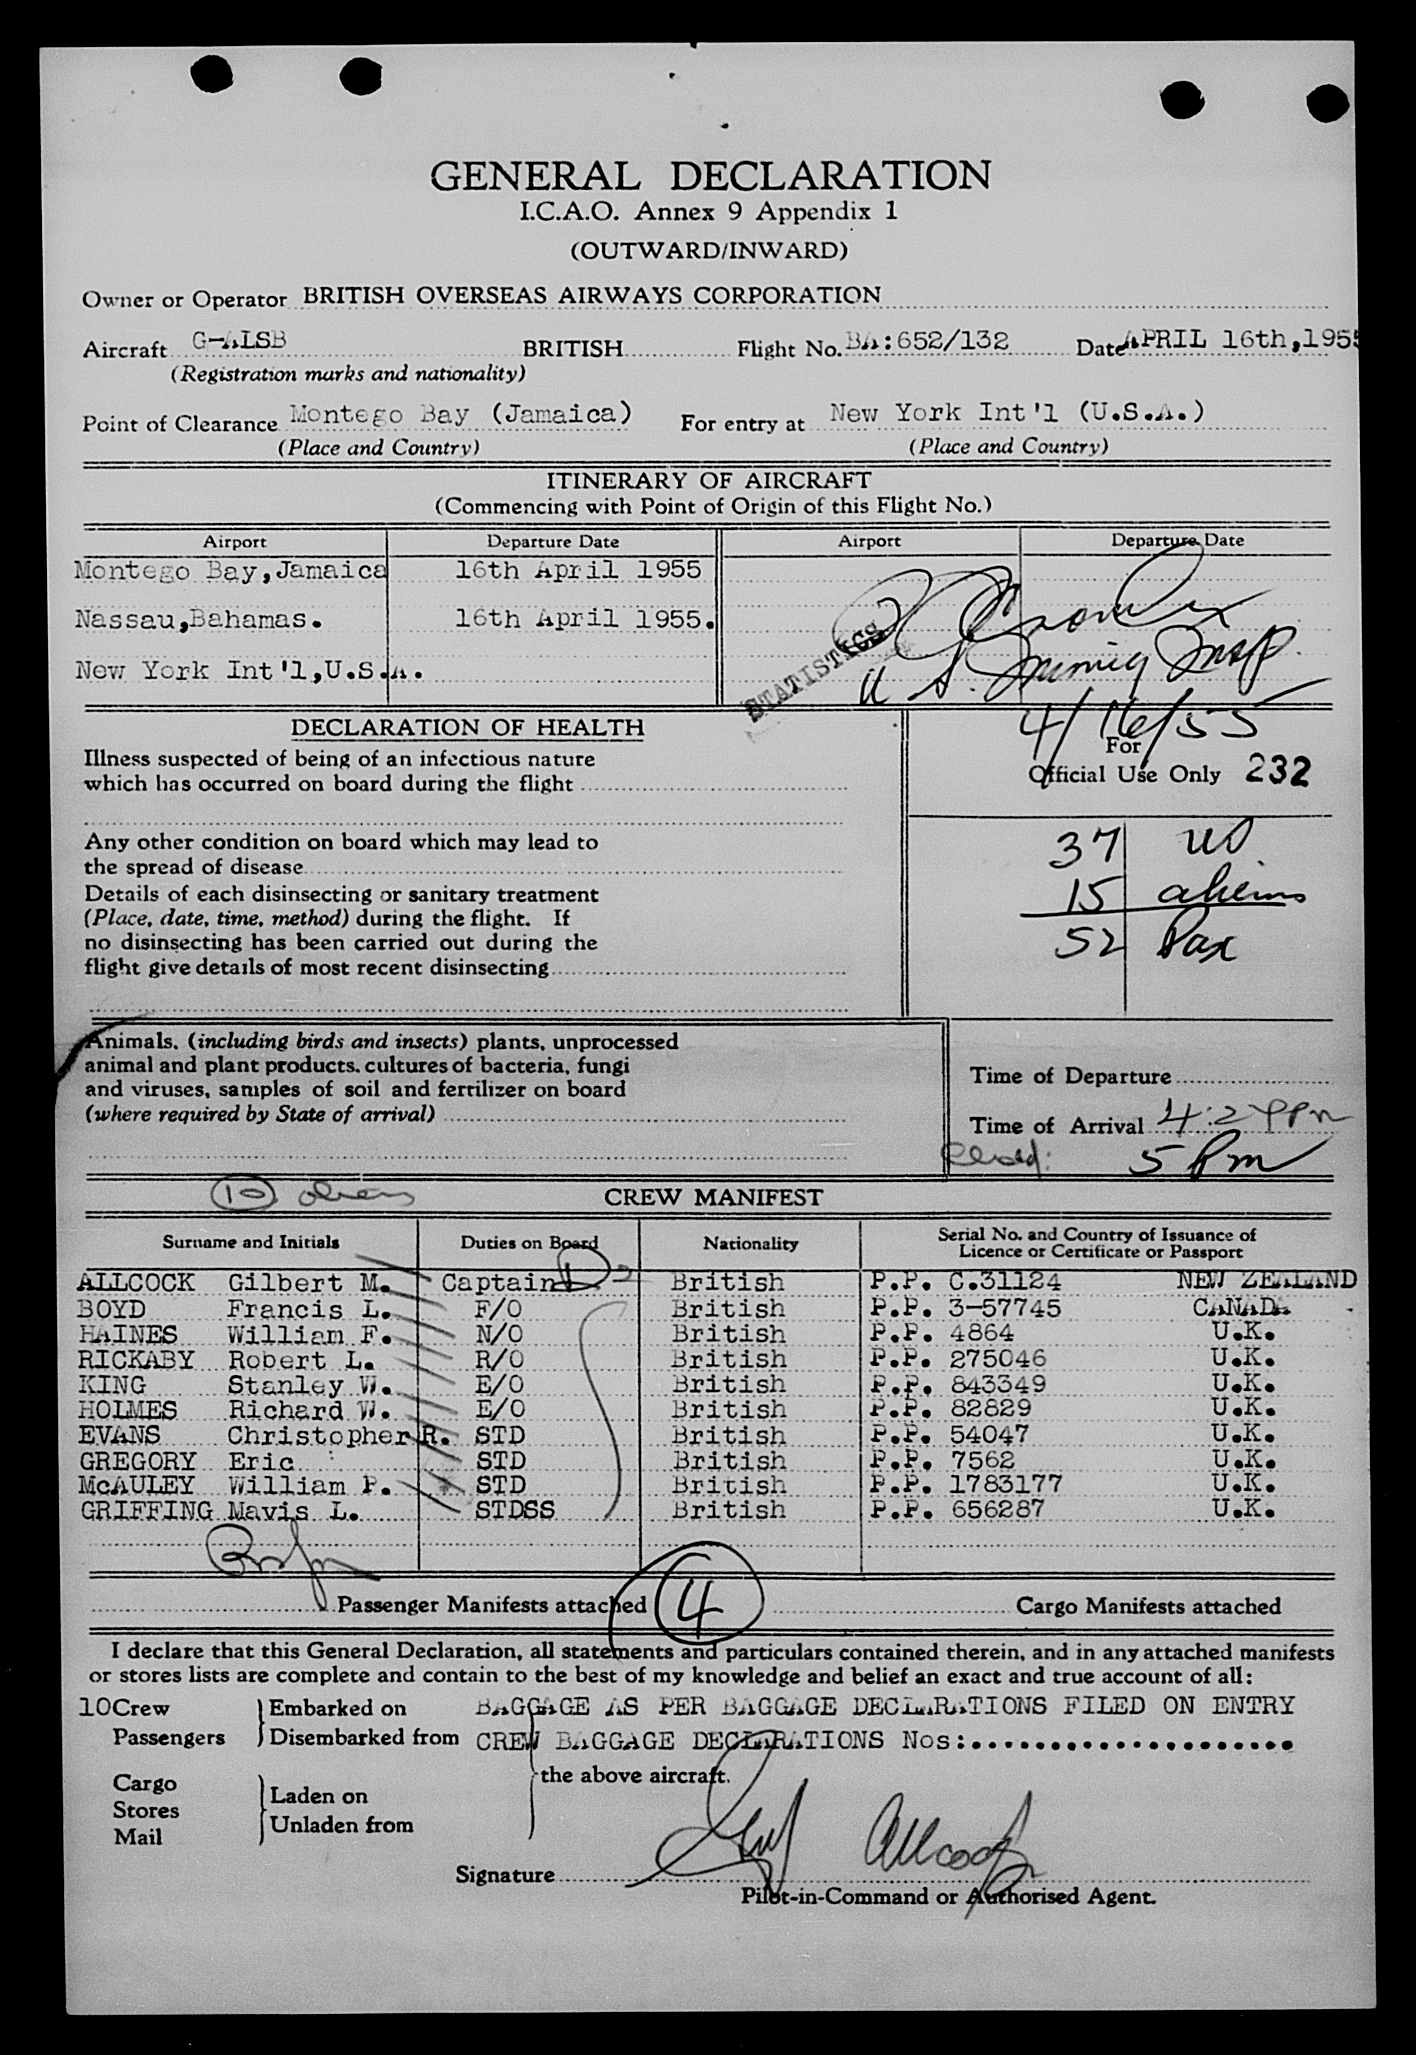 GENERAL DECLARATION
I.C.A.O. Annex 9 Appendix 1
(OUTWARD/INWARD)
Owner or Operator BRITISH OVERSEAS AIRWAYS CORPORATION
Aircraft G-ALSB BRITISH Flight No. BA:652/132 Date APRIL 16th,1955
(Registration marks and nationality)
Point of Clearance Montego Bay (Jamaica) For entry at New York Int'l (U.S.A.)
(Place and Country) (Place and Country)
ITINERARY OF AIRCRAFT
(Commencing with Point of Origin of this Flight No.)
Airport Departure Date Airport Departure Date
Montego Bay,Jamaica 16th April 1955
Nassau,Bahamas. 16th April 1955.
New York Int'l,U.S.A.
STATISTICS
U.S. Immig Insp.
4/16/55
DECLARATION OF HEALTH
For
Official Use Only 232
Illness suspected of being of an infectious nature
which has occurred on board during the flight
Any other condition on board which may lead to
the spread of disease
Details of each disinsecting or sanitary treatment
(Place, date, time, method) during the flight. If
no disinsecting has been carried out during the
flight give details of most recent disinsecting
37 US
15 aliens
52 Pax
Animals, (including birds and insects) plants, unprocessed
animal and plant products, cultures of bacteria, fungi
and viruses, samples of soil and fertilizer on board
(where required by State of arrival)
Time of Departure
Time of Arrival 4:29 Pm
5 Pm
10 aliens CREW MANIFEST
Surname and Initials Duties on Board Nationality Serial No. and Country of Issuance of
Licence or Certificate or Passport
ALLCOCK Gilbert M. Captain British P.P. C.31124 NEW ZEALAND
BOYD Francis L. F/O British P.P. 3-57745 CANADA
HAINES William F. N/O British P.P. 4864 U.K.
RICKABY Robert L. R/O British P.P. 275046 U.K.
KING Stanley W. E/O British P.P. 843349 U.K.
HOLMES Richard W. E/O British P.P. 82829 U.K.
EVANS Christopher R. STD British P.P. 54047 U.K.
GREGORY Eric STD British P.P. 7562 U.K.
McAULEY William P. STD British P.P. 1783177 U.K.
GRIFFING Mavis L. STDSS British P.P. 656287 U.K.
Passenger Manifests attached 4 Cargo Manifests attached
I declare that this General Declaration, all statements and particulars contained therein, and in any attached manifests
or stores lists are complete and contain to the best of my knowledge and belief an exact and true account of all:
10 Crew Embarked on BAGGAGE AS PER BAGGAGE DECLARATIONS FILED ON ENTRY
Passengers Disembarked from CREW BAGGAGE DECLARATIONS Nos:.....................
the above aircraft.
Cargo
Stores
Mail
Laden on
Unladen from
Signature Allcock
Pilot-in-Command or Authorised Agent.